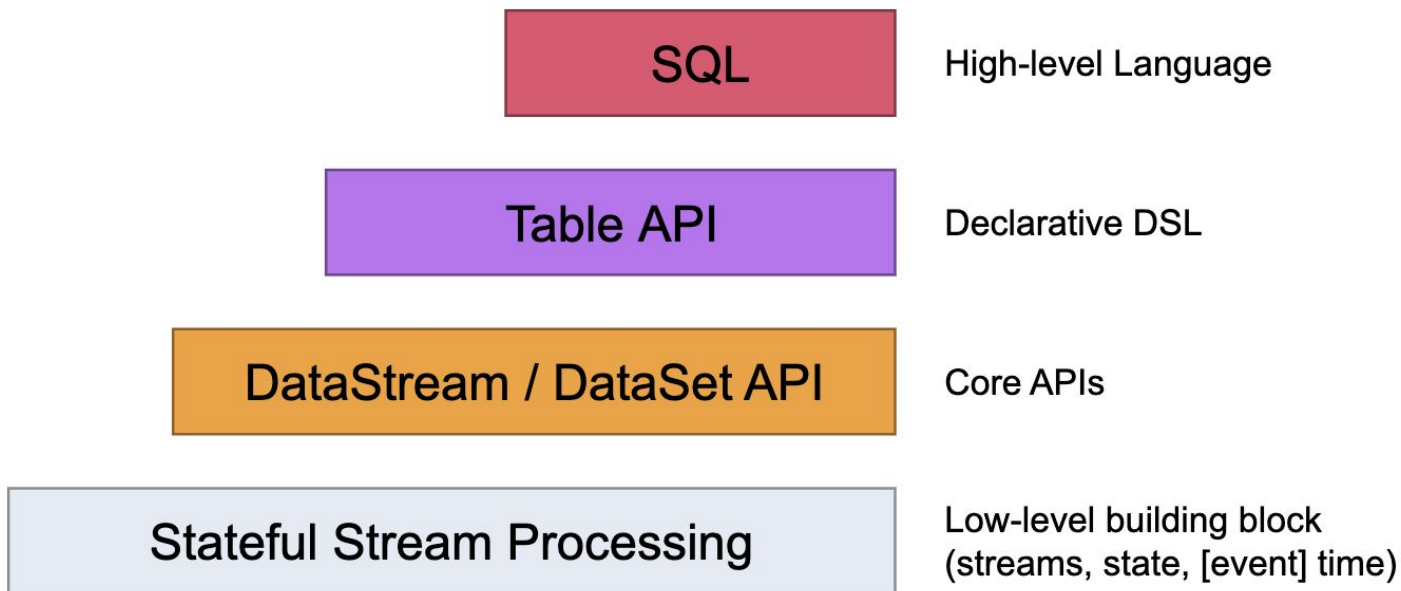 SQL
High-level Language
Table API
Declarative DSL
DataStream / DataSet API
Core APIs
Stateful Stream Processing
Low-level building block
(streams, state, [event] time)